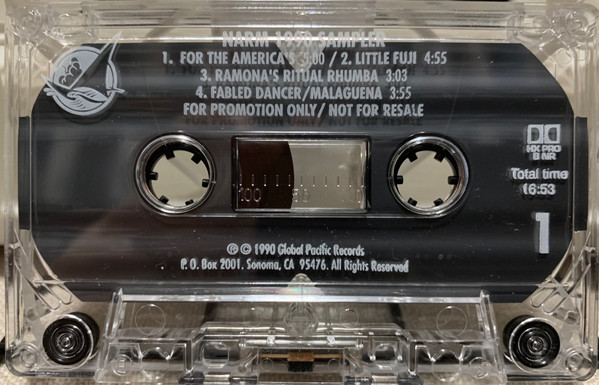 NARM 1990 SAMPLER
1. FOR THE AMERICA'S 3:00 / 2. LITTLE FUJI 4:55
3. RAMONA'S RITUAL RHUMBA 3:03
4. FABLED DANCER/MALAGUENA 3:55
FOR PROMOTION ONLY/ NOT FOR RESALE
HX PRO
B NR
Total time
16:53
1
℗ © 1990 Global Pacific Records
P. O. Box 2001. Sonoma, CA 95476. All Rights Reserved